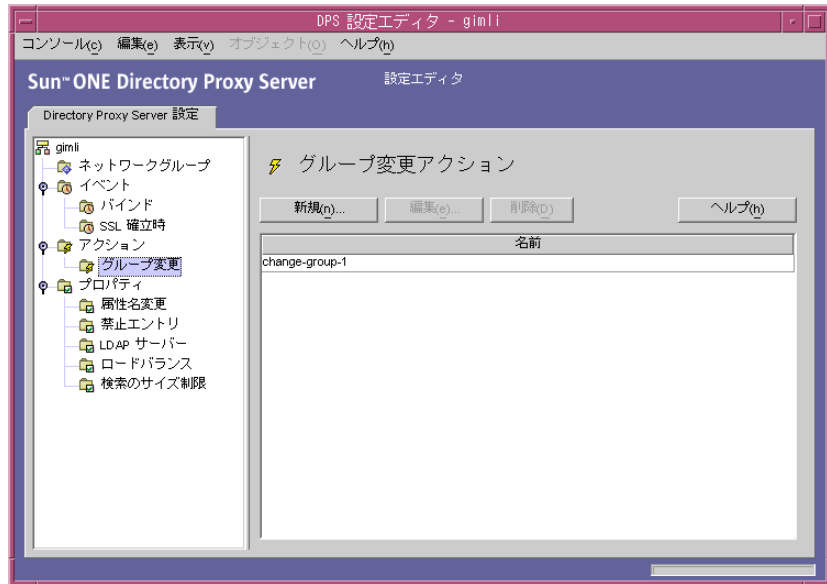 DPS 設定エディタ - gimli
コンソール(c) 編集(e) 表示(v) オブジェクト(o) ヘルプ(h)
Sun™ ONE Directory Proxy Server 設定エディタ
Directory Proxy Server 設定
gimli
ネットワークグループ
イベント
バインド
SSL 確立時
アクション
グループ変更
プロパティ
属性名変更
禁止エントリ
LDAP サーバー
ロードバランス
検索のサイズ制限
グループ変更アクション
新規(n)... 編集(e)... 削除(D) ヘルプ(h)
名前
change-group-1